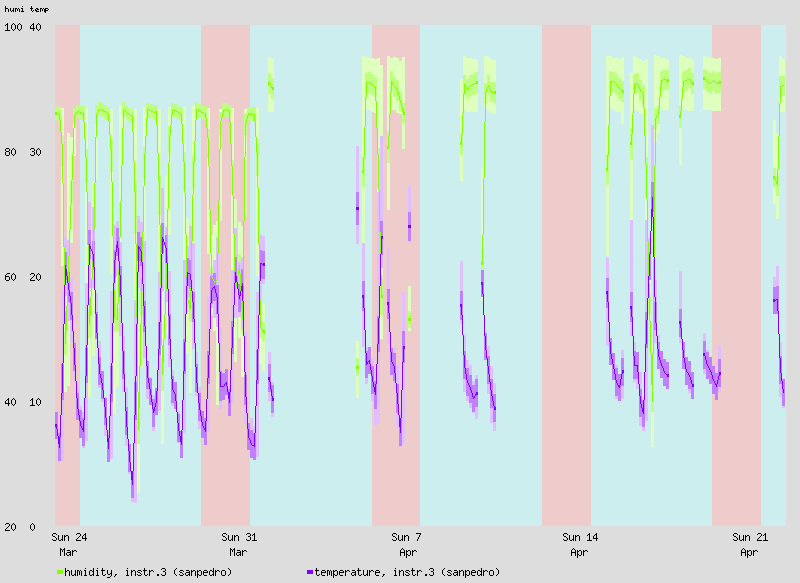 humi temp
100 40
80 30
60 20
40 10
20 0
Sun 24 Sun 31 Sun 7 Sun 14 Sun 21
Mar Mar Apr Apr Apr
humidity, instr.3 (sanpedro) temperature, instr.3 (sanpedro)